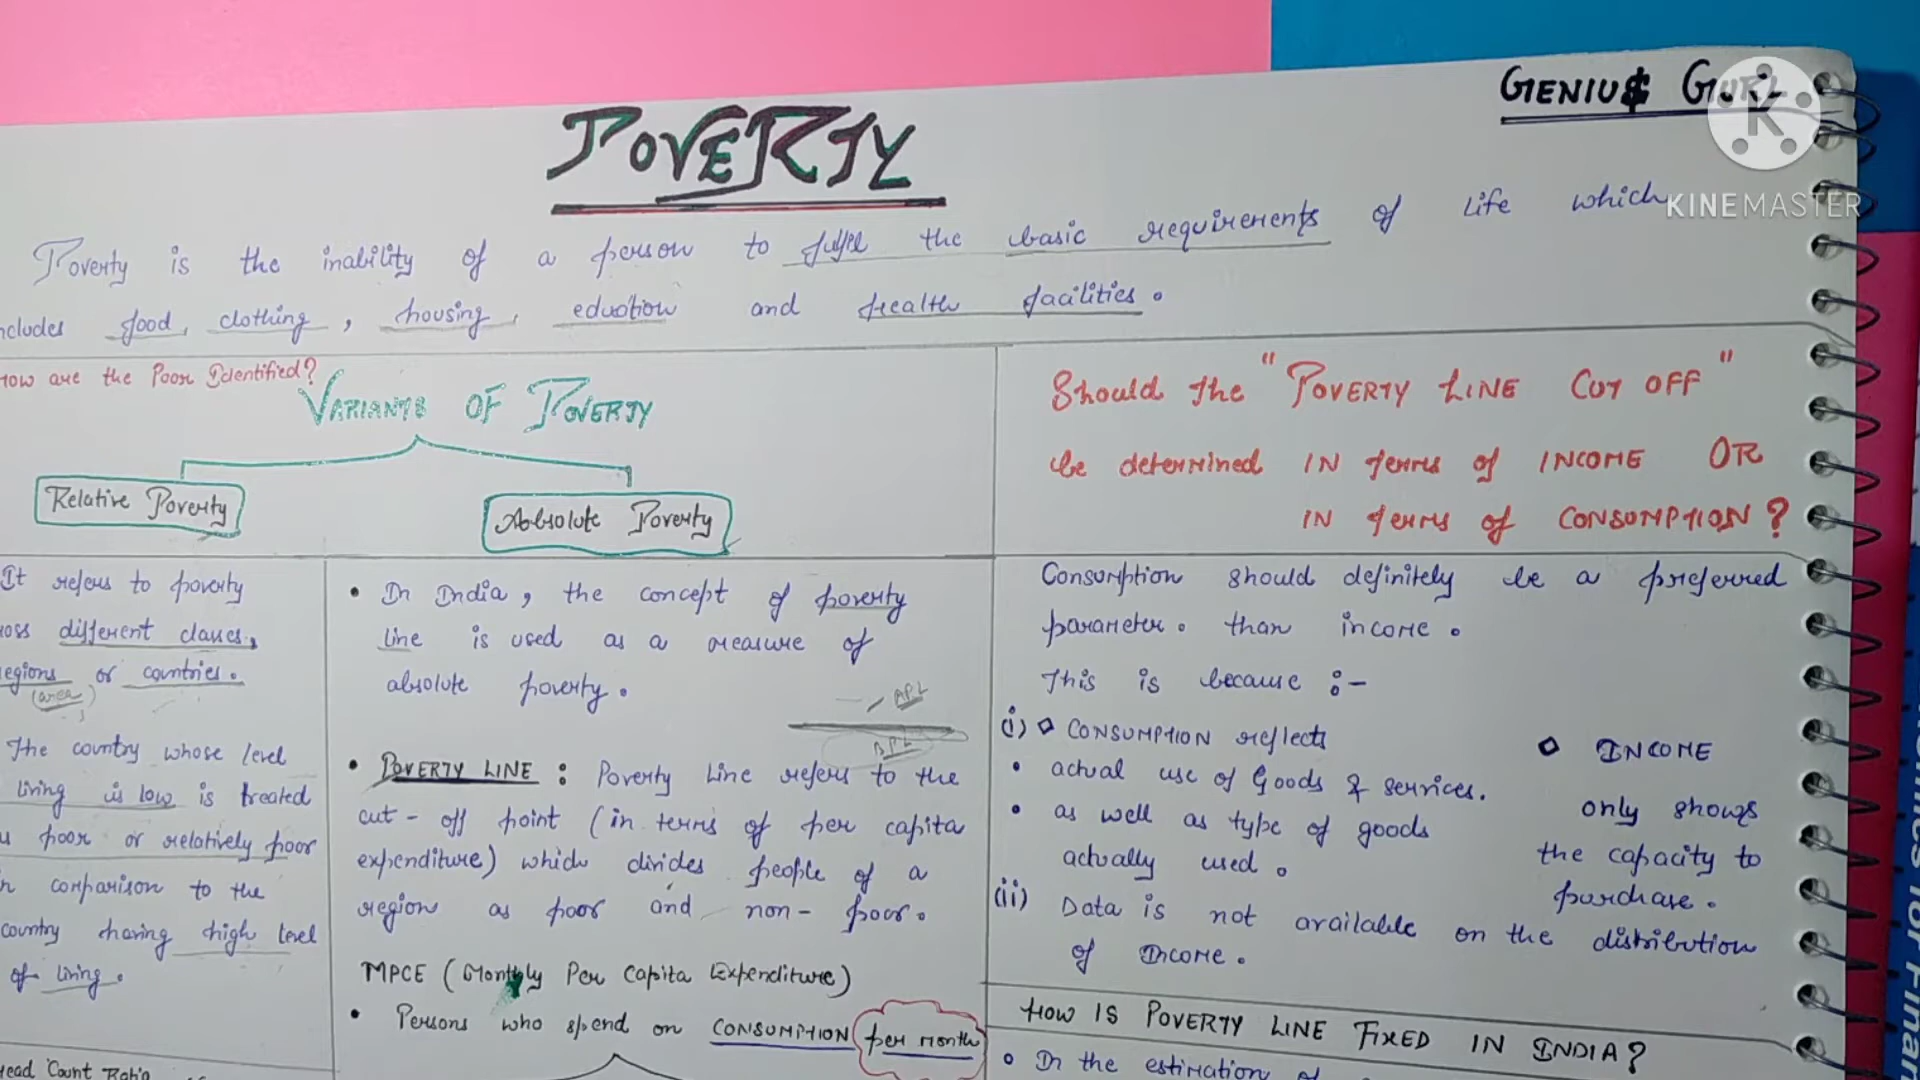 GENIU$ GURL
K
KINEMASTER
POVERTY
Poverty is the inability of a person to fulfil the basic requirements of life which
ncludes food, clothing, housing, eduation and health facilities.
How are the Poor Identified?
VARIANTS OF POVERTY
Relative Poverty
Absolute Poverty
It refers to poverty
ross different classes,
egions or countries.
(area)
The country whose level
living is low is treated
poor or relatively poor
in comparison to the
country having high level
of living.
ead Count Ratio
• In India, the concept of poverty
line is used as a measure of
absolute poverty.
APL
BPL
• POVERTY LINE : Poverty Line refers to the
cut-off point (in terms of per capita
expenditure) which divides people of a
region as poor and non-poor.
MPCE (Monthly Per Capita Expenditure)
• Persons who spend on CONSUMPTION per month
Should the "POVERTY LINE CUT OFF"
be determined IN terms of INCOME OR
IN terms of CONSUMPTION?
Consumption should definitely be a preferred
parameter. than income.
This is because :-
(i) CONSUMPTION reflects
• actual use of Goods & services.
• as well as type of goods
actually used.
INCOME
only shows
the capacity to
purchase.
(ii) Data is not available on the distribution
of Income.
HOW IS POVERTY LINE FIXED IN INDIA?
In the estimation of
for Finan